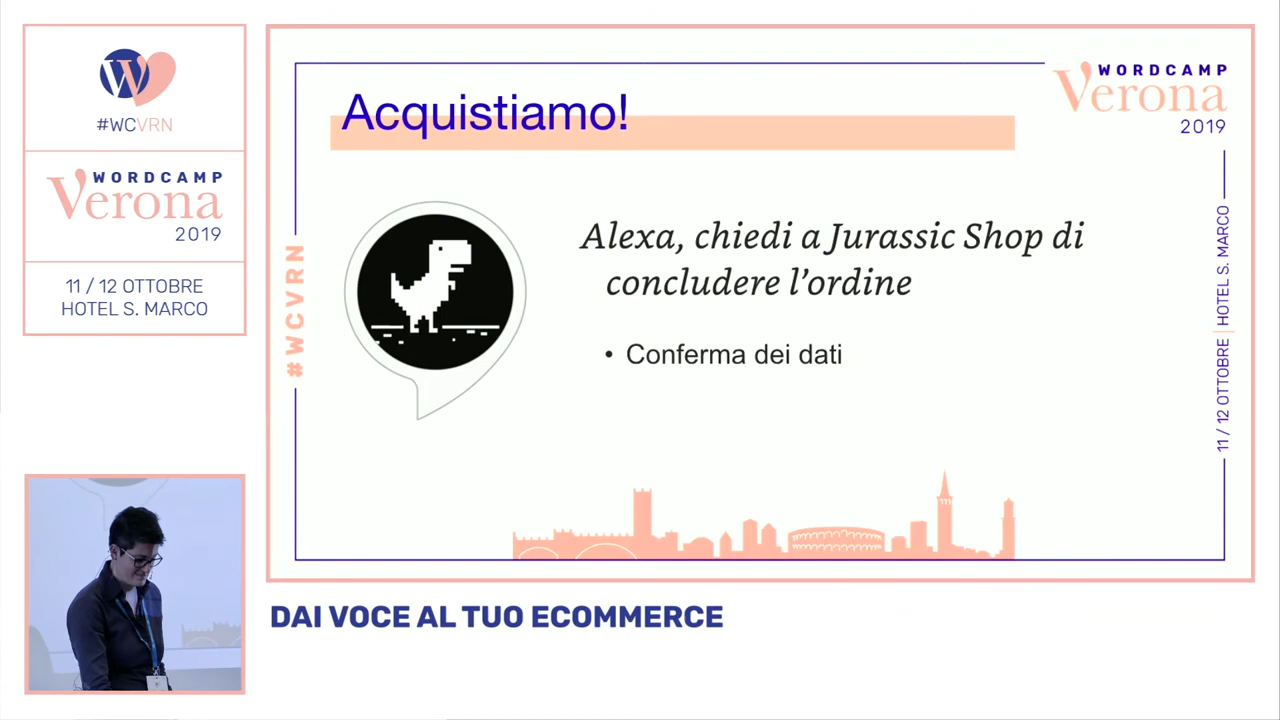 #WCVRN
WORDCAMP
Verona
2019
11 / 12 OTTOBRE
HOTEL S. MARCO
Acquistiamo!
WORDCAMP
Verona
2019
#WCVRN
Alexa, chiedi a Jurassic Shop di
concludere l’ordine
• Conferma dei dati
11 / 12 OTTOBRE | HOTEL S. MARCO
DAI VOCE AL TUO ECOMMERCE